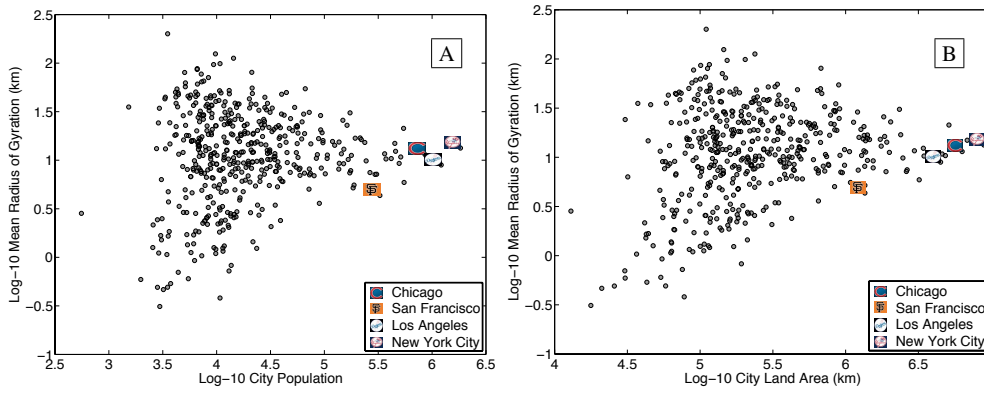 A
Log−10 Mean Radius of Gyration (km)
2.5
2
1.5
1
0.5
0
−0.5
−1
2.5
3
3.5
4
4.5
5
5.5
6
6.5
Log−10 City Population
Chicago
San Francisco
Los Angeles
New York City
B
Log−10 Mean Radius of Gyration (km)
2.5
2
1.5
1
0.5
0
−0.5
−1
4
4.5
5
5.5
6
6.5
Log−10 City Land Area (km)
Chicago
San Francisco
Los Angeles
New York City